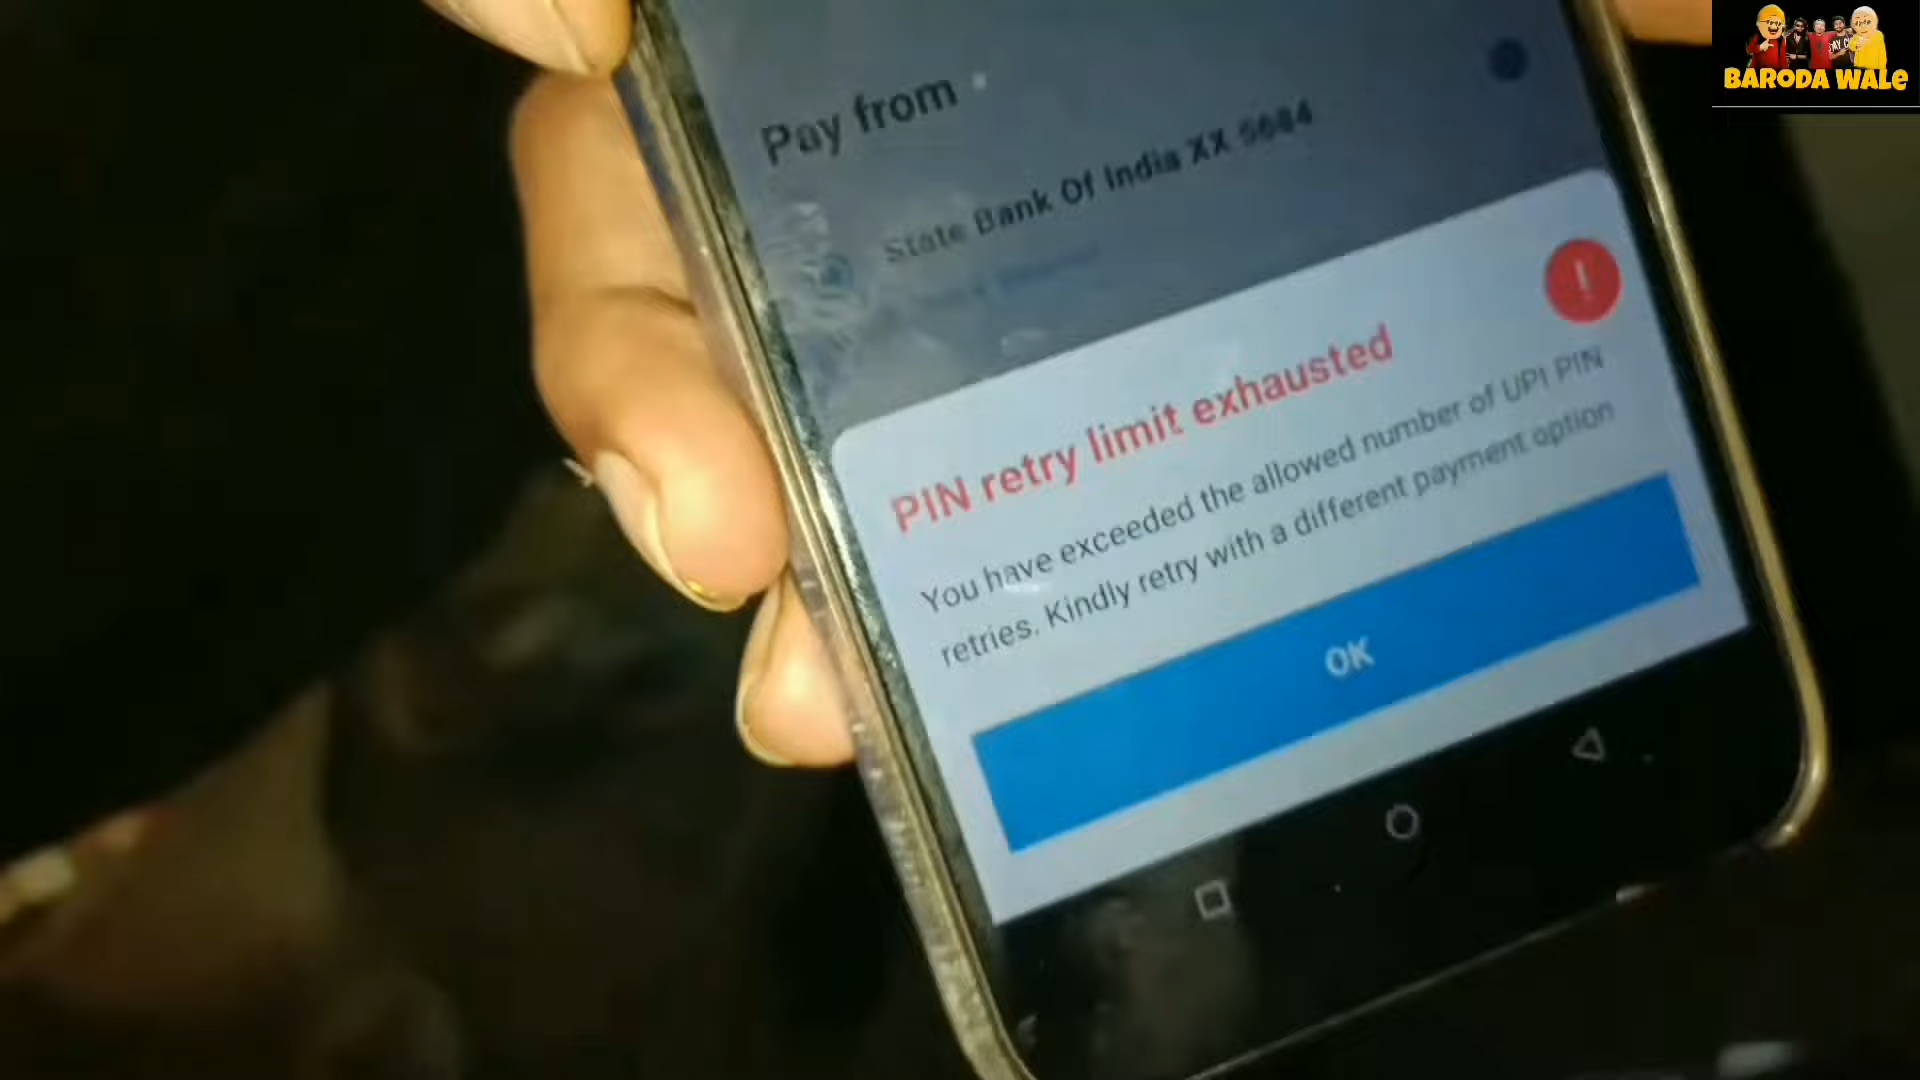 BARODA WALE
Pay from
State Bank Of India XX
PIN retry limit exhausted
You have exceeded the allowed number of UPI PIN
retries. Kindly retry with a different payment option
OK